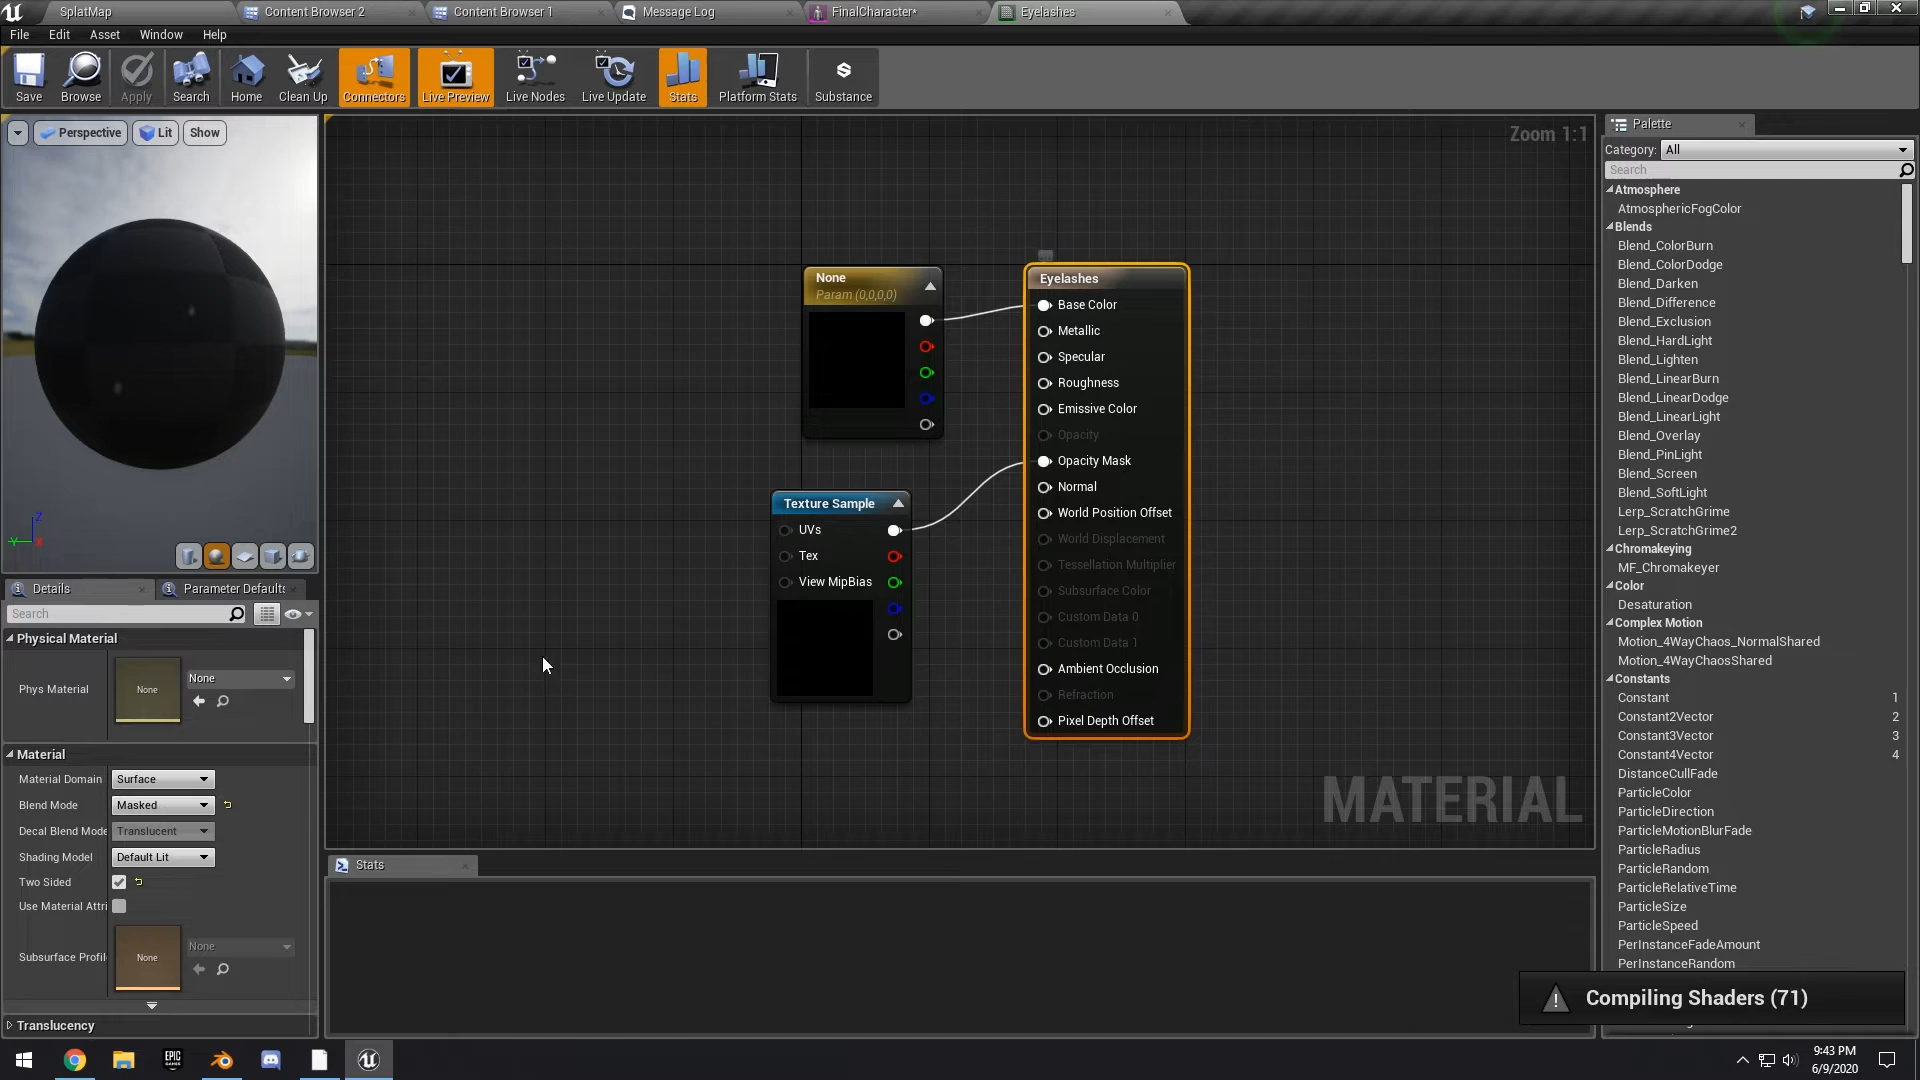 SplatMap
Content Browser 2
Content Browser 1
Message Log
FinalCharacter*
Eyelashes
File
Edit
Asset
Window
Help
Save
Browse
Apply
Search
Home
Clean Up
Connectors
Live Preview
Live Nodes
Live Update
Stats
Platform Stats
Substance
Perspective
Lit
Show
Zoom 1:1
None
Param (0,0,0,0)
Texture Sample
UVs
Tex
View MipBias
Eyelashes
Base Color
Metallic
Specular
Roughness
Emissive Color
Opacity
Opacity Mask
Normal
World Position Offset
World Displacement
Tessellation Multiplier
Subsurface Color
Custom Data 0
Custom Data 1
Ambient Occlusion
Refraction
Pixel Depth Offset
MATERIAL
Z
Y
X
Details
Parameter Defaults
Search
Physical Material
Phys Material
None
None
Material
Material Domain
Surface
Blend Mode
Masked
Decal Blend Mode
Translucent
Shading Model
Default Lit
Two Sided
Use Material Attri
Subsurface Profil
None
None
Translucency
Stats
Palette
Category:
All
Search
Atmosphere
AtmosphericFogColor
Blends
Blend_ColorBurn
Blend_ColorDodge
Blend_Darken
Blend_Difference
Blend_Exclusion
Blend_HardLight
Blend_Lighten
Blend_LinearBurn
Blend_LinearDodge
Blend_LinearLight
Blend_Overlay
Blend_PinLight
Blend_Screen
Blend_SoftLight
Lerp_ScratchGrime
Lerp_ScratchGrime2
Chromakeying
MF_Chromakeyer
Color
Desaturation
Complex Motion
Motion_4WayChaos_NormalShared
Motion_4WayChaosShared
Constants
Constant 1
Constant2Vector 2
Constant3Vector 3
Constant4Vector 4
DistanceCullFade
ParticleColor
ParticleDirection
ParticleMotionBlurFade
ParticleRadius
ParticleRandom
ParticleRelativeTime
ParticleSize
ParticleSpeed
PerInstanceFadeAmount
PerInstanceRandom
Compiling Shaders (71)
EPIC
GAMES
9:43 PM
6/9/2020